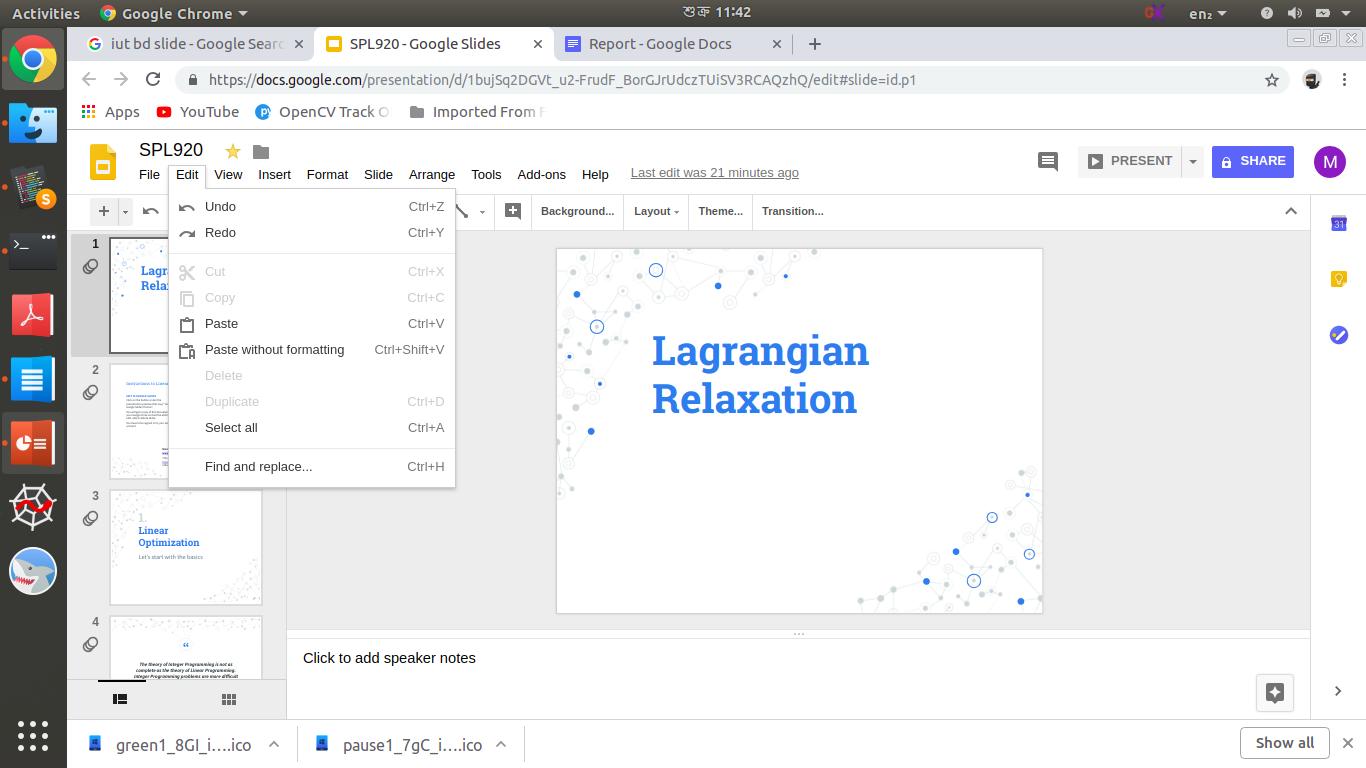 Activities
Google Chrome
শুক্র 11:42
en₂
iut bd slide - Google Searc
SPL920 - Google Slides
Report - Google Docs
https://docs.google.com/presentation/d/1bujSq2DGVt_u2-FrudF_BorGJrUdczTUiSV3RCAQzhQ/edit#slide=id.p1
Apps
YouTube
OpenCV Track
Imported From
SPL920
File Edit View Insert Format Slide Arrange Tools Add-ons Help
Last edit was 21 minutes ago
PRESENT
SHARE
M
Undo Ctrl+Z
Redo Ctrl+Y
Cut Ctrl+X
Copy Ctrl+C
Paste Ctrl+V
Paste without formatting Ctrl+Shift+V
Delete
Duplicate Ctrl+D
Select all Ctrl+A
Find and replace... Ctrl+H
Background...
Layout
Theme...
Transition...
31
1
2
3
1.
Linear
Optimization
Let's start with the basics
4
“
The theory of Integer Programming is not as
complete as the theory of Linear Programming.
Integer Programming problems are more difficult
Lagrangian
Relaxation
Click to add speaker notes
green1_8GI_i....ico
pause1_7gC_i....ico
Show all